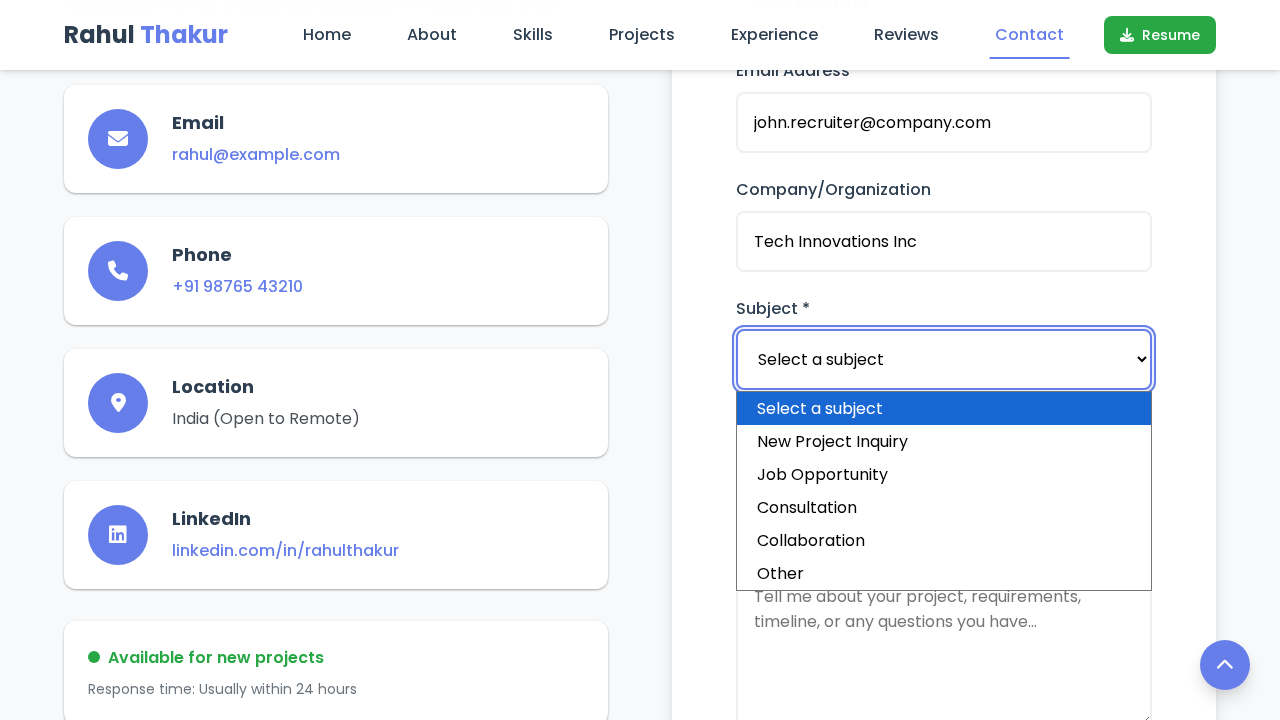 Rahul Thakur
Home
About
Skills
Projects
Experience
Reviews
Contact
Resume
Email
rahul@example.com
Phone
+91 98765 43210
Location
India (Open to Remote)
LinkedIn
linkedin.com/in/rahulthakur
Available for new projects
Response time: Usually within 24 hours
Email Address
john.recruiter@company.com
Company/Organization
Tech Innovations Inc
Subject *
Select a subject
Select a subject
New Project Inquiry
Job Opportunity
Consultation
Collaboration
Other
Tell me about your project, requirements,
timeline, or any questions you have...